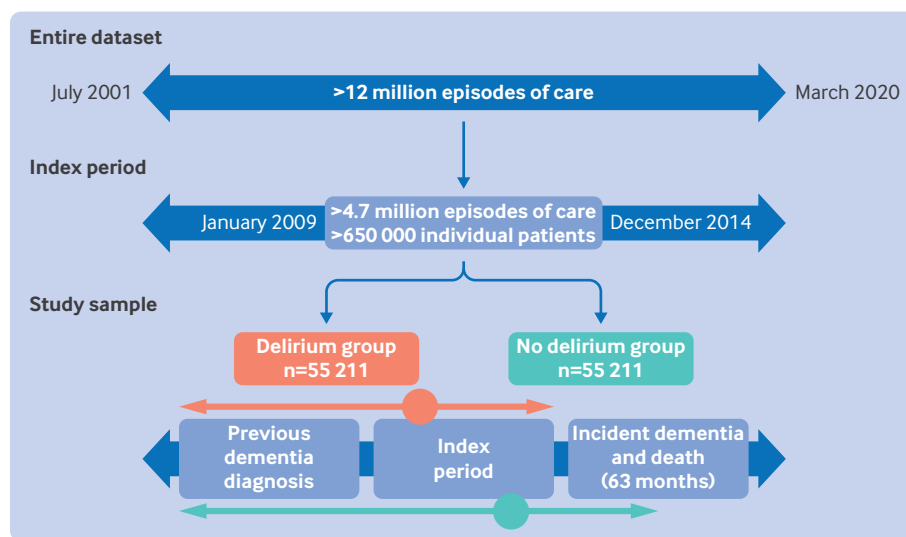 Entire dataset
July 2001
>12 million episodes of care
March 2020
Index period
January 2009
>4.7 million episodes of care
>650 000 individual patients
December 2014
Study sample
Delirium group
n=55 211
No delirium group
n=55 211
Previous
dementia
diagnosis
Index
period
Incident dementia
and death
(63 months)